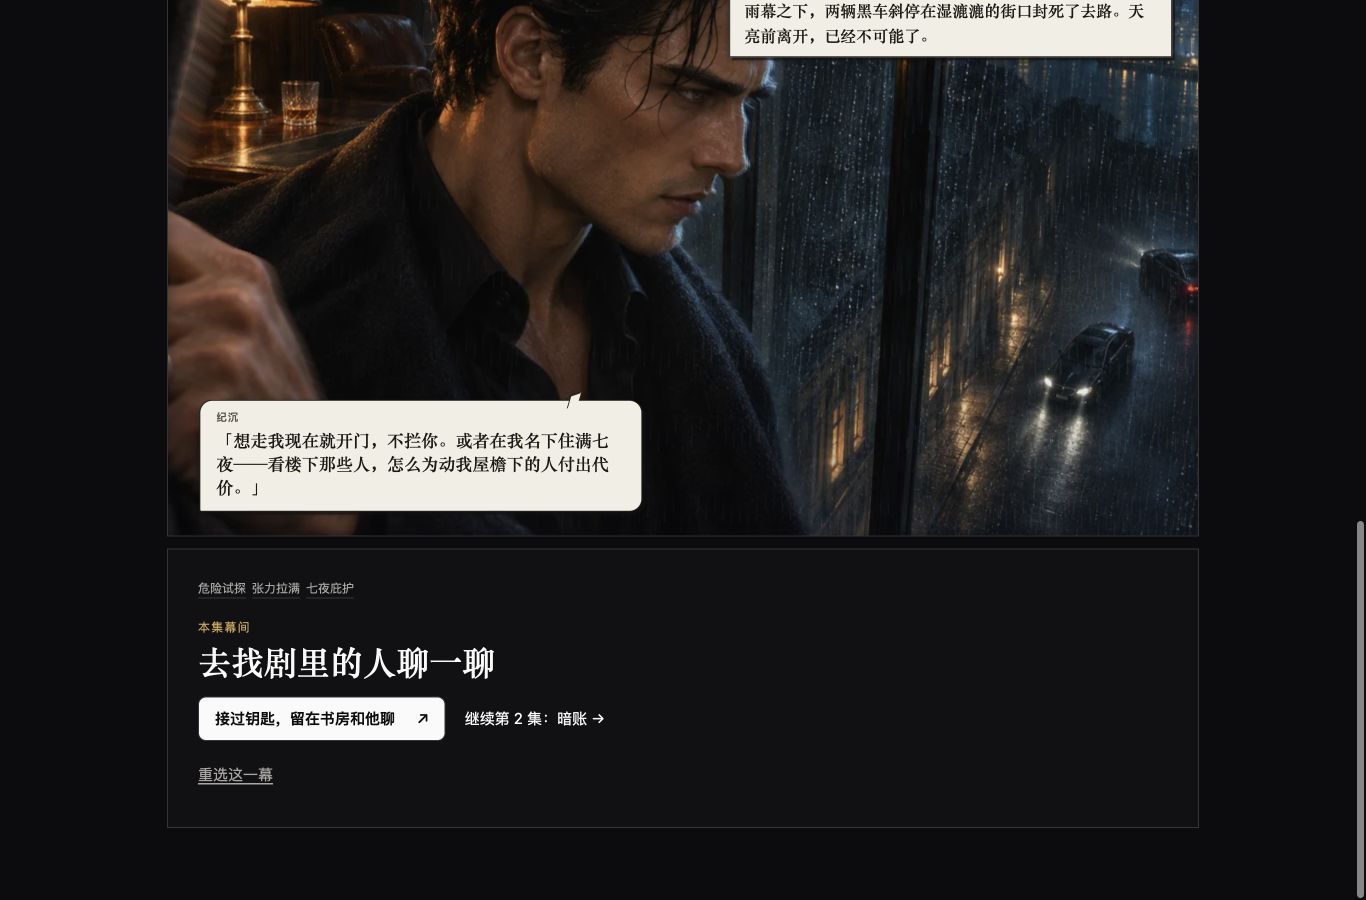 雨幕之下，两辆黑车斜停在湿漉漉的街口封死了去路。天
亮前离开，已经不可能了。
纪沉
「想走我现在就开门，不拦你。或者在我名下住满七
夜——看楼下那些人，怎么为动我屋檐下的人付出代
价。」
危险试探 张力拉满 七夜庇护
本集幕间
去找剧里的人聊一聊
接过钥匙，留在书房和他聊 ↗ 继续第 2 集：暗账 →
重选这一幕